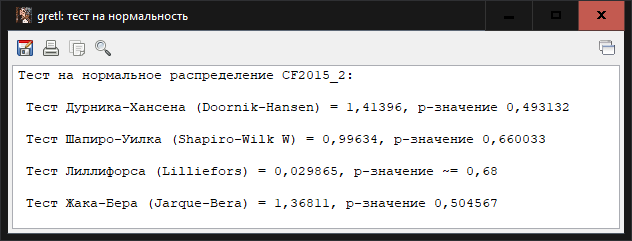 gretl: тест на нормальность
Тест на нормальное распределение CF2015_2:
Тест Дурника-Хансена (Doornik-Hansen) = 1,41396, p-значение 0,493132
Тест Шапиро-Уилка (Shapiro-Wilk W) = 0,99634, p-значение 0,660033
Тест Лиллифорса (Lilliefors) = 0,029865, p-значение ~= 0,68
Тест Жака-Бера (Jarque-Bera) = 1,36811, p-значение 0,504567